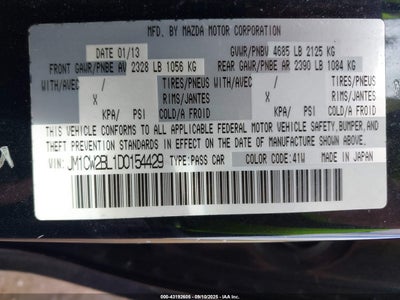 MFD. BY MAZDA MOTOR CORPORATION
DATE 01/13 GVWR/PNBV 4685 LB 2125 KG
FRONT GAWR/PNBE AV 2328 LB 1056 KG REAR GAWR/PNBE AR 2390 LB 1084 KG
WITH/AVEC / TIRES/PNEUS WITH/AVEC / TIRES/PNEUS
X RIMS/JANTES X RIMS/JANTES
KPA/ PSI COLD/A FROID KPA/ PSI COLD/A FROID
THIS VEHICLE CONFORMS TO ALL APPLICABLE FEDERAL MOTOR VEHICLE SAFETY, BUMPER, AND
THEFT PREVENTION STANDARDS IN EFFECT ON THE DATE OF MANUFACTURE SHOWN ABOVE.
VIN: JM1CW2BL1D0154429 TYPE: PASS CAR COLOR CODE: 41W MADE IN JAPAN
000-43192605 - 09/10/2025 - IAA Inc.